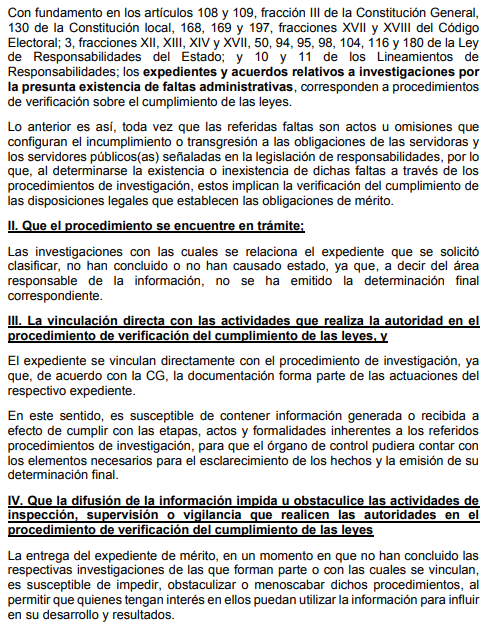 Con fundamento en los artículos 108 y 109, fracción III de la Constitución General,
130 de la Constitución local, 168, 169 y 197, fracciones XVII y XVIII del Código
Electoral; 3, fracciones XII, XIII, XIV y XVII, 50, 94, 95, 98, 104, 116 y 180 de la Ley
de Responsabilidades del Estado; y 10 y 11 de los Lineamientos de
Responsabilidades; los expedientes y acuerdos relativos a investigaciones por
la presunta existencia de faltas administrativas, corresponden a procedimientos
de verificación sobre el cumplimiento de las leyes.
Lo anterior es así, toda vez que las referidas faltas son actos u omisiones que
configuran el incumplimiento o transgresión a las obligaciones de las servidoras y
los servidores públicos(as) señaladas en la legislación de responsabilidades, por lo
que, al determinarse la existencia o inexistencia de dichas faltas a través de los
procedimientos de investigación, estos implican la verificación del cumplimiento de
las disposiciones legales que establecen las obligaciones de mérito.
II. Que el procedimiento se encuentre en trámite;
Las investigaciones con las cuales se relaciona el expediente que se solicitó
clasificar, no han concluido o no han causado estado, ya que, a decir del área
responsable de la información, no se ha emitido la determinación final
correspondiente.
III. La vinculación directa con las actividades que realiza la autoridad en el
procedimiento de verificación del cumplimiento de las leyes, y
El expediente se vinculan directamente con el procedimiento de investigación, ya
que, de acuerdo con la CG, la documentación forma parte de las actuaciones del
respectivo expediente.
En este sentido, es susceptible de contener información generada o recibida a
efecto de cumplir con las etapas, actos y formalidades inherentes a los referidos
procedimientos de investigación, para que el órgano de control pudiera contar con
los elementos necesarios para el esclarecimiento de los hechos y la emisión de su
determinación final.
IV. Que la difusión de la información impida u obstaculice las actividades de
inspección, supervisión o vigilancia que realicen las autoridades en el
procedimiento de verificación del cumplimiento de las leyes
La entrega del expediente de mérito, en un momento en que no han concluido las
respectivas investigaciones de las que forman parte o con las cuales se vinculan,
es susceptible de impedir, obstaculizar o menoscabar dichos procedimientos, al
permitir que quienes tengan interés en ellos puedan utilizar la información para influir
en su desarrollo y resultados.